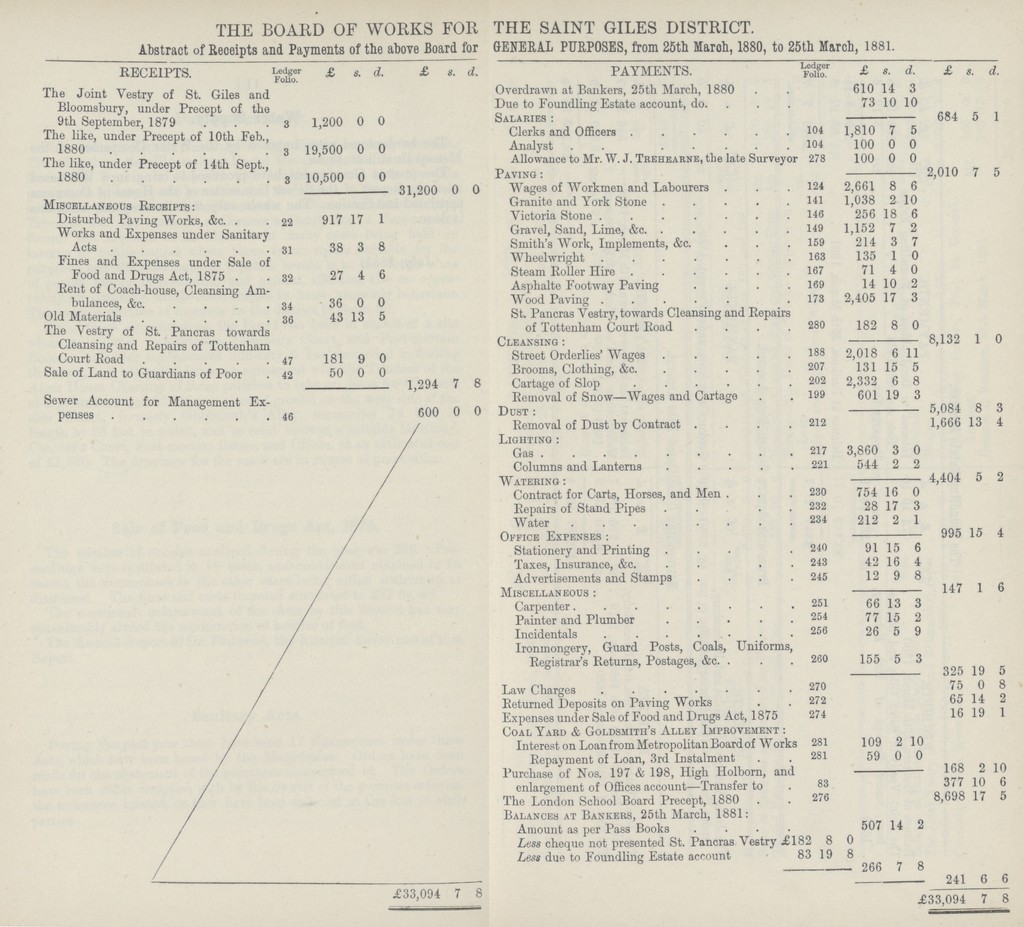 THE BOARD OF WORKS FOR THE SAINT GILES DISTRICT.
Abstract of Receipts and Payments of the above Board for GENERAL PURPOSES, from 25th March, 1880, to 25th March, 1881.
RECEIPTS. Ledger Folio. £ s. d. £ s. d.
The Joint Vestry of St. Giles and
Bloomsbury, under Precept of the
9th September, 1879 . . . 3 1,200 0 0
The like, under Precept of 10th Feb.,
1880 . . . . . . 3 19,500 0 0
The like, under Precept of 14th Sept.,
1880 . . . . . . 3 10,500 0 0
31,200 0 0
MISCELLANEOUS RECEIPTS:
Disturbed Paving Works, &c. . . 22 917 17 1
Works and Expenses under Sanitary
Acts . . . . . . 31 38 3 8
Fines and Expenses under Sale of
Food and Drugs Act, 1875 . . 32 27 4 6
Rent of Coach-house, Cleansing Am-
bulances, &c. . . . . 34 36 0 0
Old Materials . . . . . 36 43 13 5
The Vestry of St. Pancras towards
Cleansing and Repairs of Tottenham
Court Road . . . . . 47 181 9 0
Sale of Land to Guardians of Poor . 42 50 0 0
1,294 7 8
Sewer Account for Management Ex-
penses . . . . . 46 600 0 0
£33,094 7 8
PAYMENTS. Ledger Folio. £ s. d. £ s. d.
Overdrawn at Bankers, 25th March, 1880 . . 610 14 3
Due to Foundling Estate account, do. . . . 73 10 10
684 5 1
SALARIES :
Clerks and Officers . . . . . . 104 1,810 7 5
Analyst . . . . . . . 104 100 0 0
Allowance to Mr. W. J. TREHEARNE, the late Surveyor 278 100 0 0
2,010 7 5
PAVING :
Wages of Workmen and Labourers . . . 124 2,661 8 6
Granite and York Stone . . . . . 141 1,038 2 10
Victoria Stone . . . . . . . 146 256 18 6
Gravel, Sand, Lime, &c. . . . . . 149 1,152 7 2
Smith's Work, Implements, &c. . . . 159 214 3 7
Wheelwright . . . . . . . 163 135 1 0
Steam Roller Hire . . . . . . 167 71 4 0
Asphalte Footway Paving . . . . 169 14 10 2
Wood Paving . . . . . . . 173 2,405 17 3
St. Pancras Vestry, towards Cleansing and Repairs
of Tottenham Court Road . . . . 280 182 8 0
8,132 1 0
CLEANSING :
Street Orderlies' Wages . . . . . 188 2,018 6 11
Brooms, Clothing, &c. . . . . . 207 131 15 5
Cartage of Slop . . . . . . 202 2,332 6 8
Removal of Snow—Wages and Cartage . . 199 601 19 3
5,084 8 3
DUST :
Removal of Dust by Contract . . . . 212 1,666 13 4
LIGHTING :
Gas . . . . . . . . 217 3,860 3 0
Columns and Lanterns . . . . . 221 544 2 2
4,404 5 2
WATERING :
Contract for Carts, Horses, and Men . . . 230 754 16 0
Repairs of Stand Pipes . . . . . 232 28 17 3
Water . . . . . . . . 234 212 2 1
995 15 4
OFFICE EXPENSES :
Stationery and Printing . . . . . 240 91 15 6
Taxes, Insurance, &c. . . . . 243 42 16 4
Advertisements and Stamps . . . . 245 12 9 8
147 1 6
MISCELLANEOUS :
Carpenter . . . . . . . . 251 66 13 3
Painter and Plumber . . . . . 254 77 15 2
Incidentals . . . . . . . 256 26 5 9
Ironmongery, Guard Posts, Coals, Uniforms,
Registrar's Returns, Postages, &c. . . . 260 155 5 3
325 19 5
Law Charges . . . . . . . 270 75 0 8
Returned Deposits on Paving Works . . 272 65 14 2
Expenses under Sale of Food and Drugs Act, 1875 274 16 19 1
COAL YARD & GOLDSMITH'S ALLEY IMPROVEMENT :
Interest on Loan from Metropolitan Board of Works 281 109 2 10
Repayment of Loan, 3rd Instalment . . 281 59 0 0
168 2 10
Purchase of Nos. 197 & 198, High Holborn, and
enlargement of Offices account—Transfer to . 83 377 10 6
The London School Board Precept, 1880 . . 276 8,698 17 5
BALANCES AT BANKERS, 25th March, 1881:
Amount as per Pass Books . . . . 507 14 2
Less cheque not presented St. Pancras Vestry £182 8 0
Less due to Foundling Estate account 83 19 8
266 7 8
241 6 6
£33,094 7 8